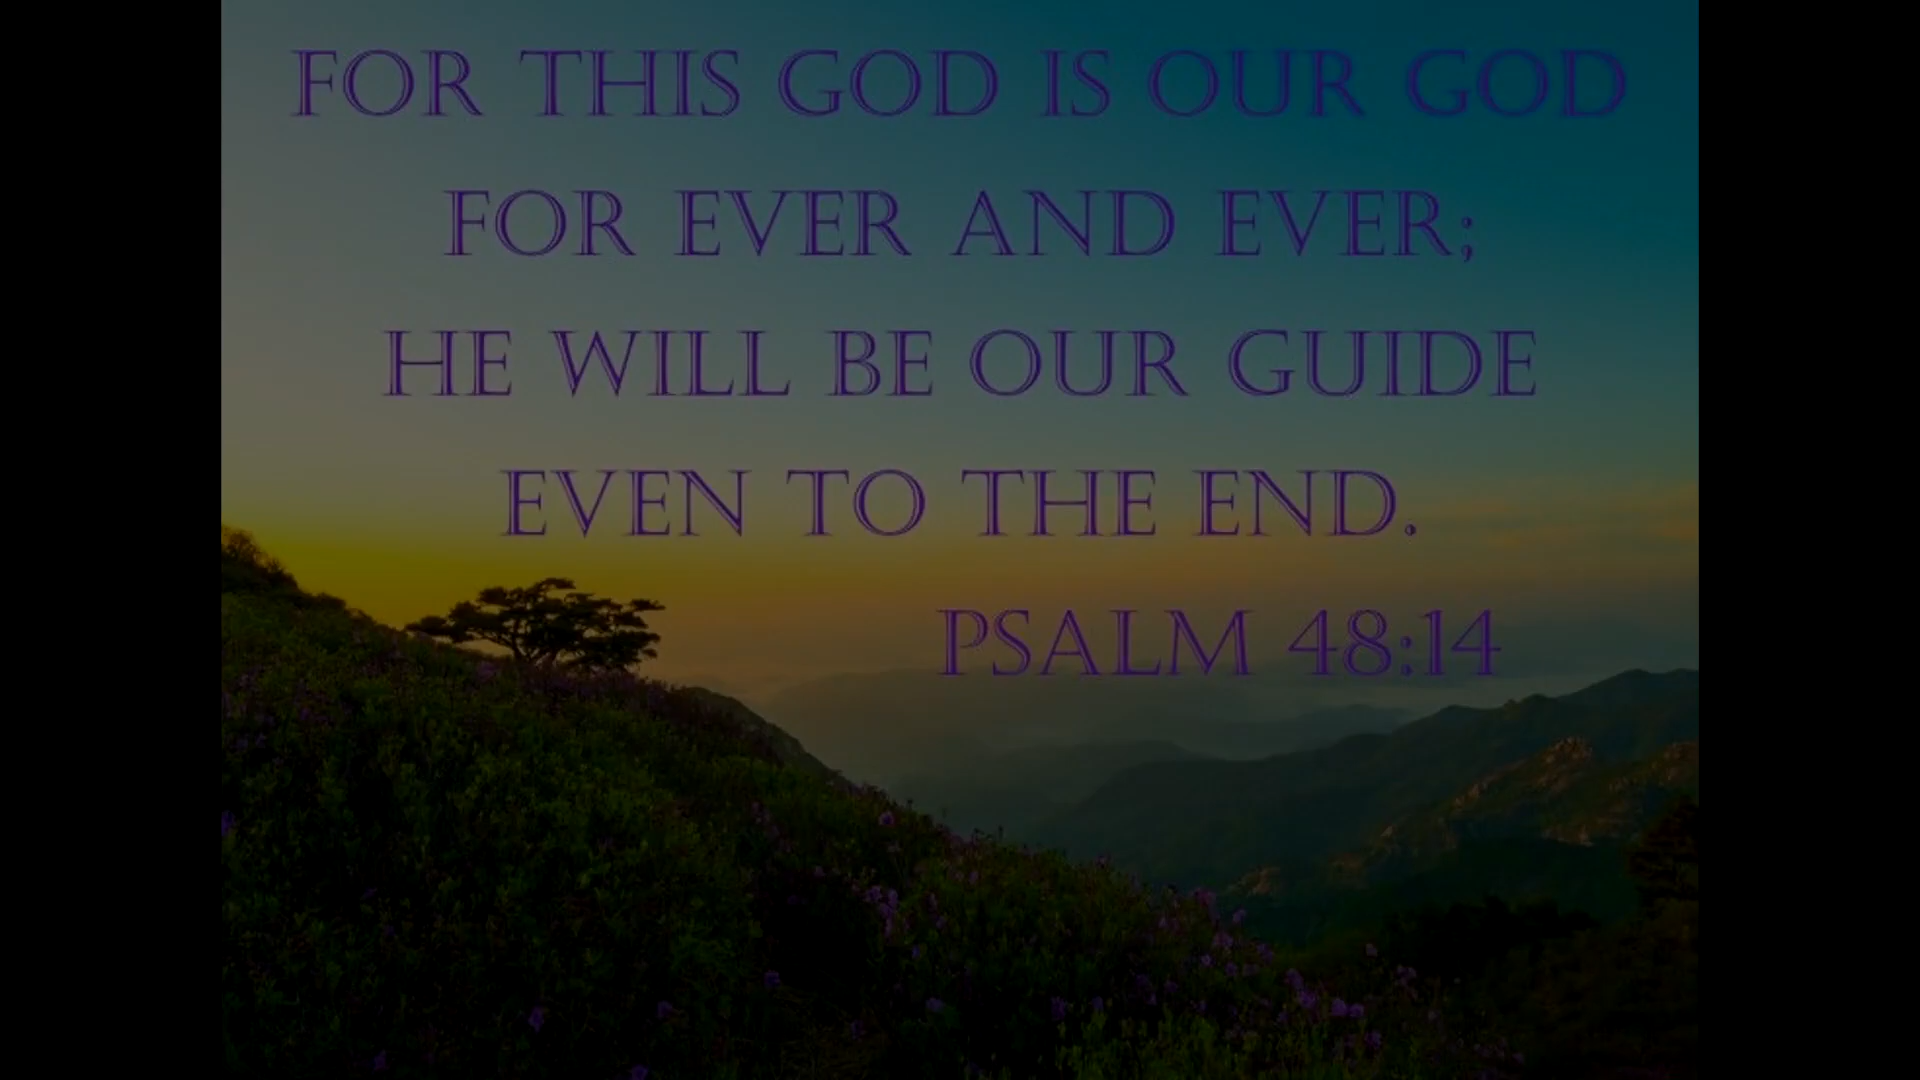 FOR THIS GOD IS OUR GOD
FOR EVER AND EVER;
HE WILL BE OUR GUIDE
EVEN TO THE END.
PSALM 48:14